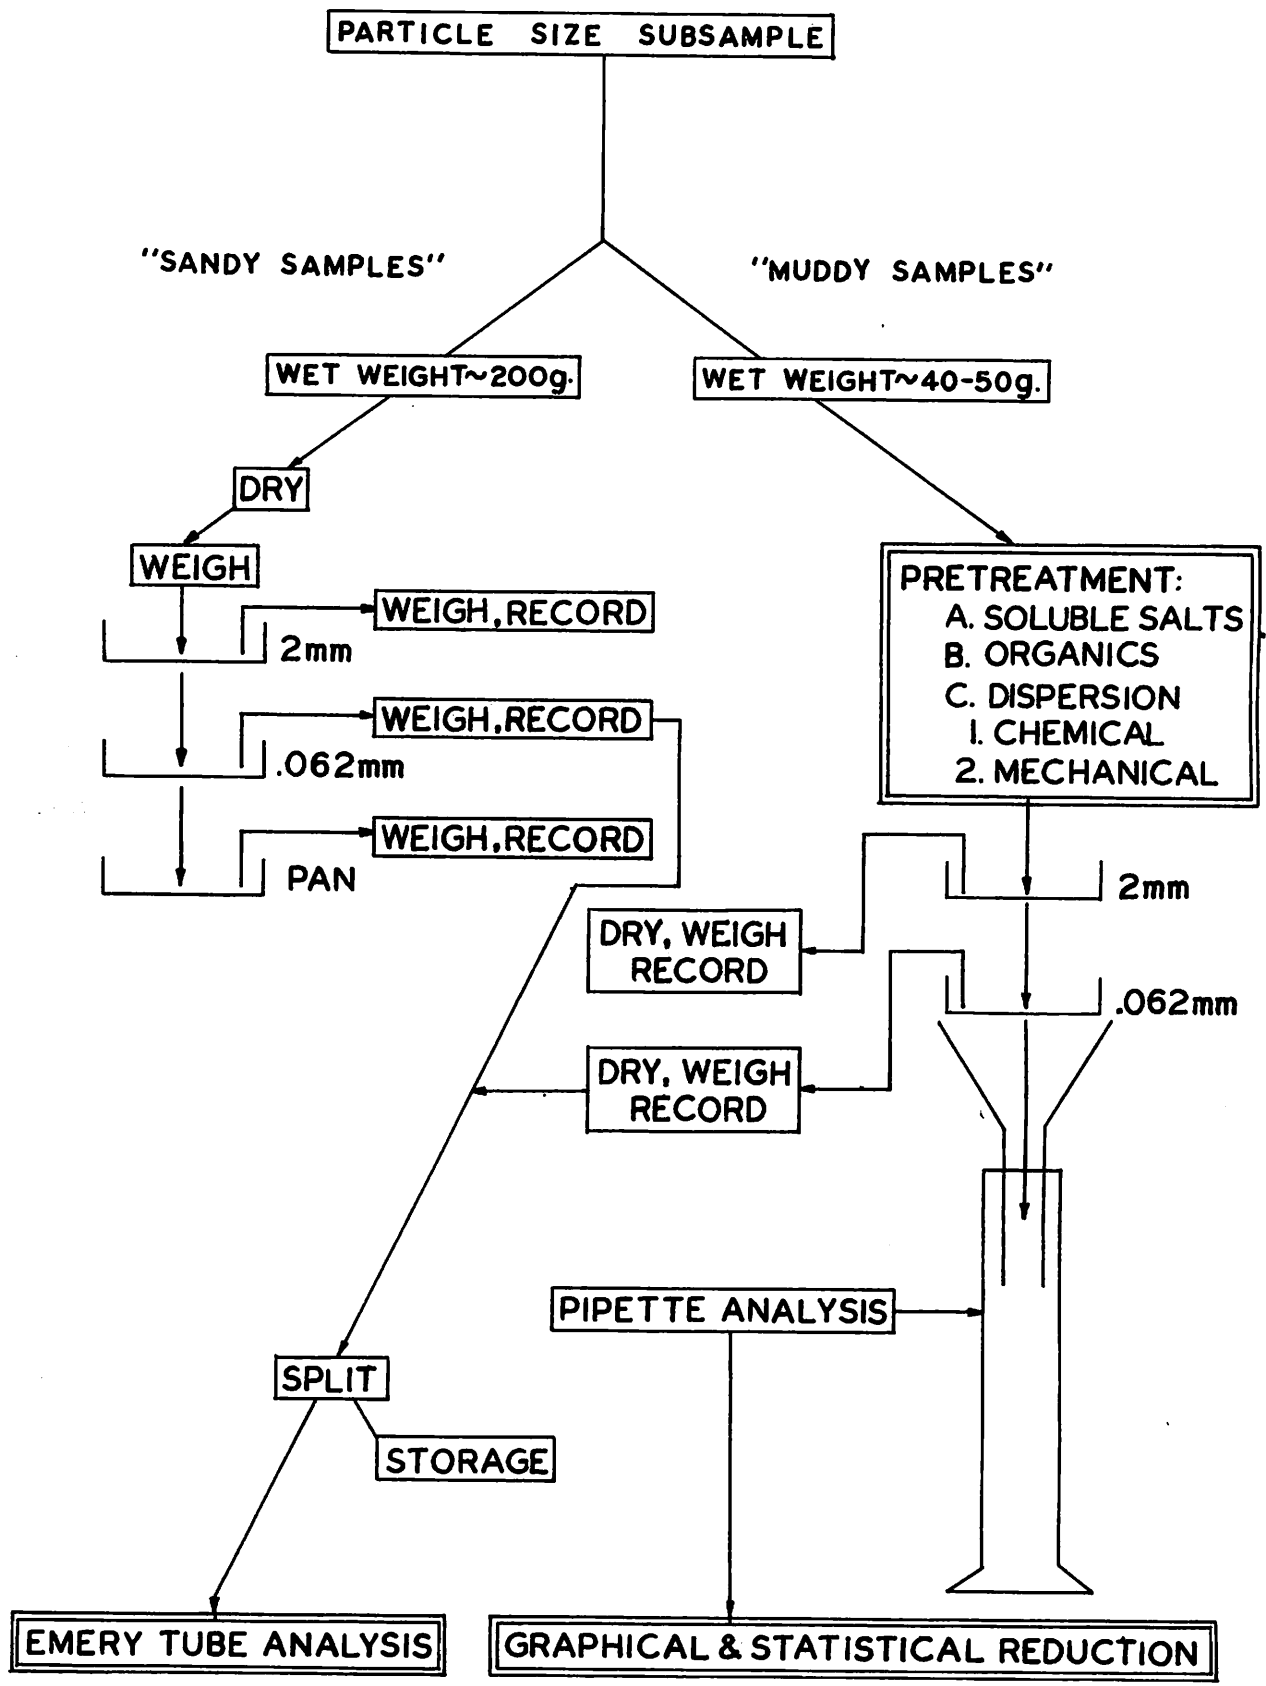 PARTICLE SIZE SUBSAMPLE
"SANDY SAMPLES"
"MUDDY SAMPLES"
WET WEIGHT~200g.
WET WEIGHT~40-50g.
DRY
WEIGH
WEIGH, RECORD
2mm
WEIGH, RECORD
.062mm
WEIGH, RECORD
PAN
PRETREATMENT:
A. SOLUBLE SALTS
B. ORGANICS
C. DISPERSION
1. CHEMICAL
2. MECHANICAL
2mm
DRY, WEIGH
RECORD
.062mm
DRY, WEIGH
RECORD
PIPETTE ANALYSIS
SPLIT
STORAGE
EMERY TUBE ANALYSIS
GRAPHICAL & STATISTICAL REDUCTION